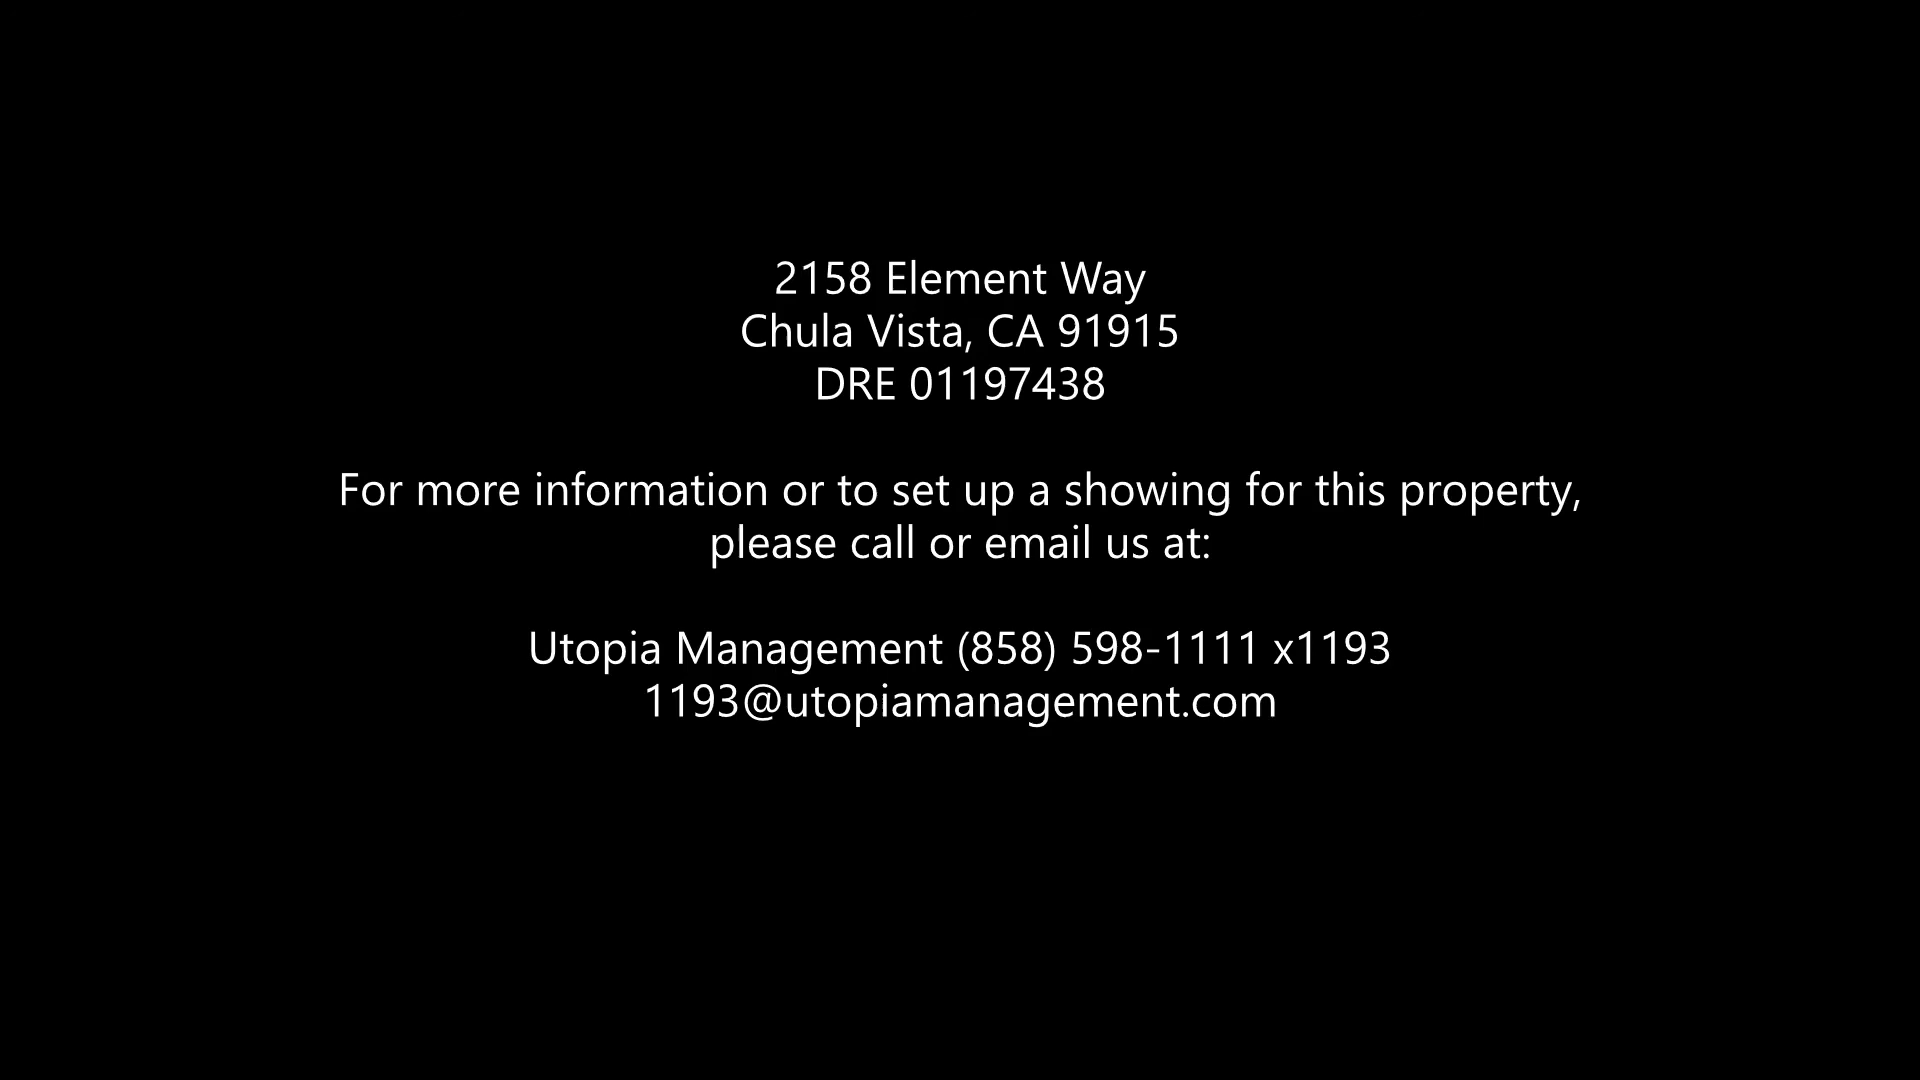 2158 Element Way
Chula Vista, CA 91915
DRE 01197438
For more information or to set up a showing for this property,
please call or email us at:
Utopia Management (858) 598-1111 x1193
1193@utopiamanagement.com